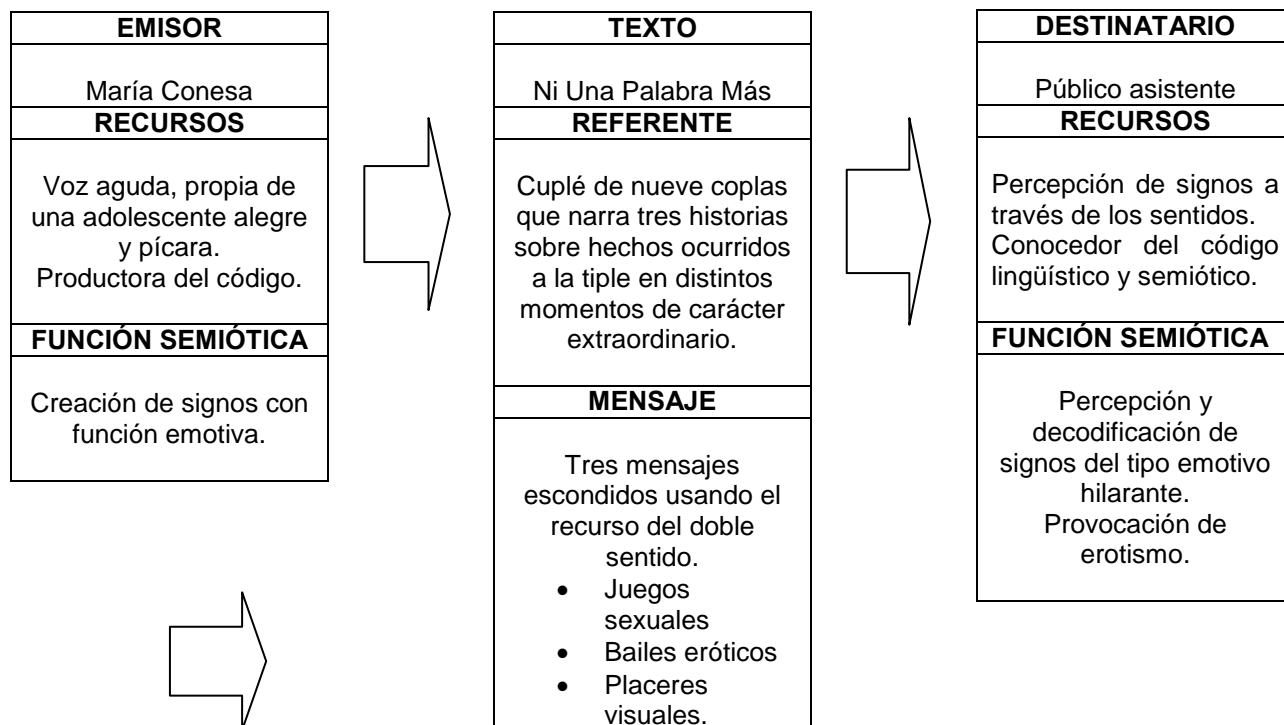 EMISOR
María Conesa
RECURSOS
Voz aguda, propia de
una adolescente alegre
y pícara.
Productora del código.
FUNCIÓN SEMIÓTICA
Creación de signos con
función emotiva.
TEXTO
Ni Una Palabra Más
REFERENTE
Cuplé de nueve coplas
que narra tres historias
sobre hechos ocurridos
a la tiple en distintos
momentos de carácter
extraordinario.
MENSAJE
Tres mensajes
escondidos usando el
recurso del doble
sentido.
• Juegos
sexuales
• Bailes eróticos
• Placeres
visuales.
DESTINATARIO
Público asistente
RECURSOS
Percepción de signos a
través de los sentidos.
Conocedor del código
lingüístico y semiótico.
FUNCIÓN SEMIÓTICA
Percepción y
decodificación de
signos del tipo emotivo
hilarante.
Provocación de
erotismo.